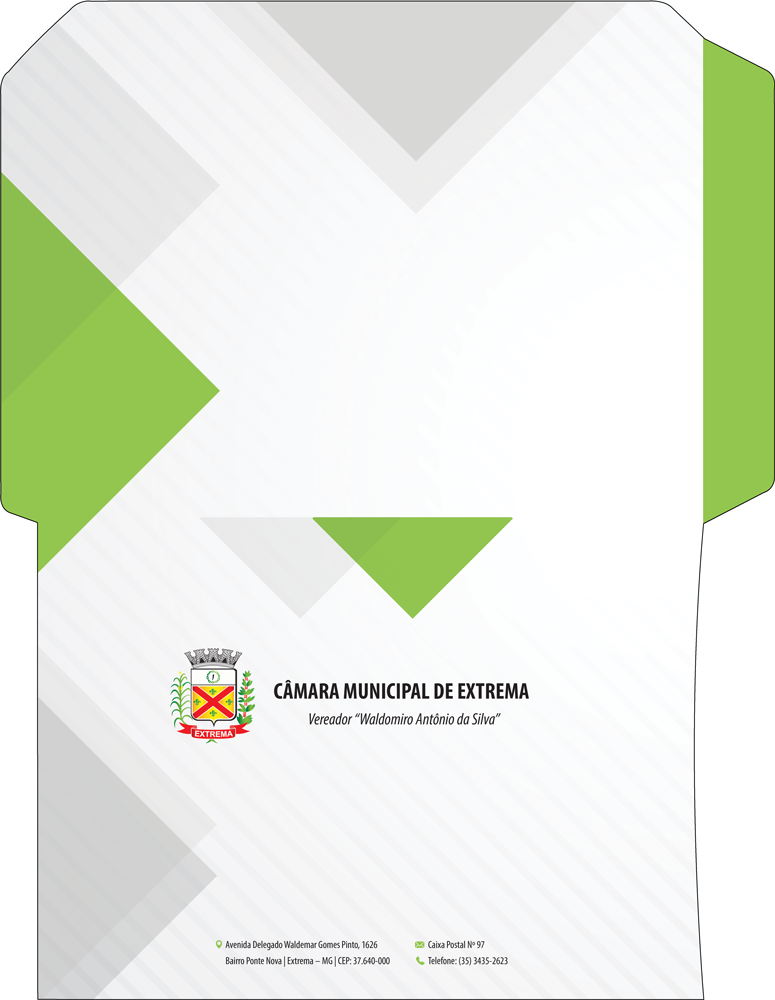 CÂMARA MUNICIPAL DE EXTREMA
Vereador “Waldomiro Antônio da Silva”
EXTREMA
Avenida Delegado Waldemar Gomes Pinto, 1626
Bairro Ponte Nova | Extrema – MG | CEP: 37.640-000
Caixa Postal Nº 97
Telefone: (35) 3435-2623